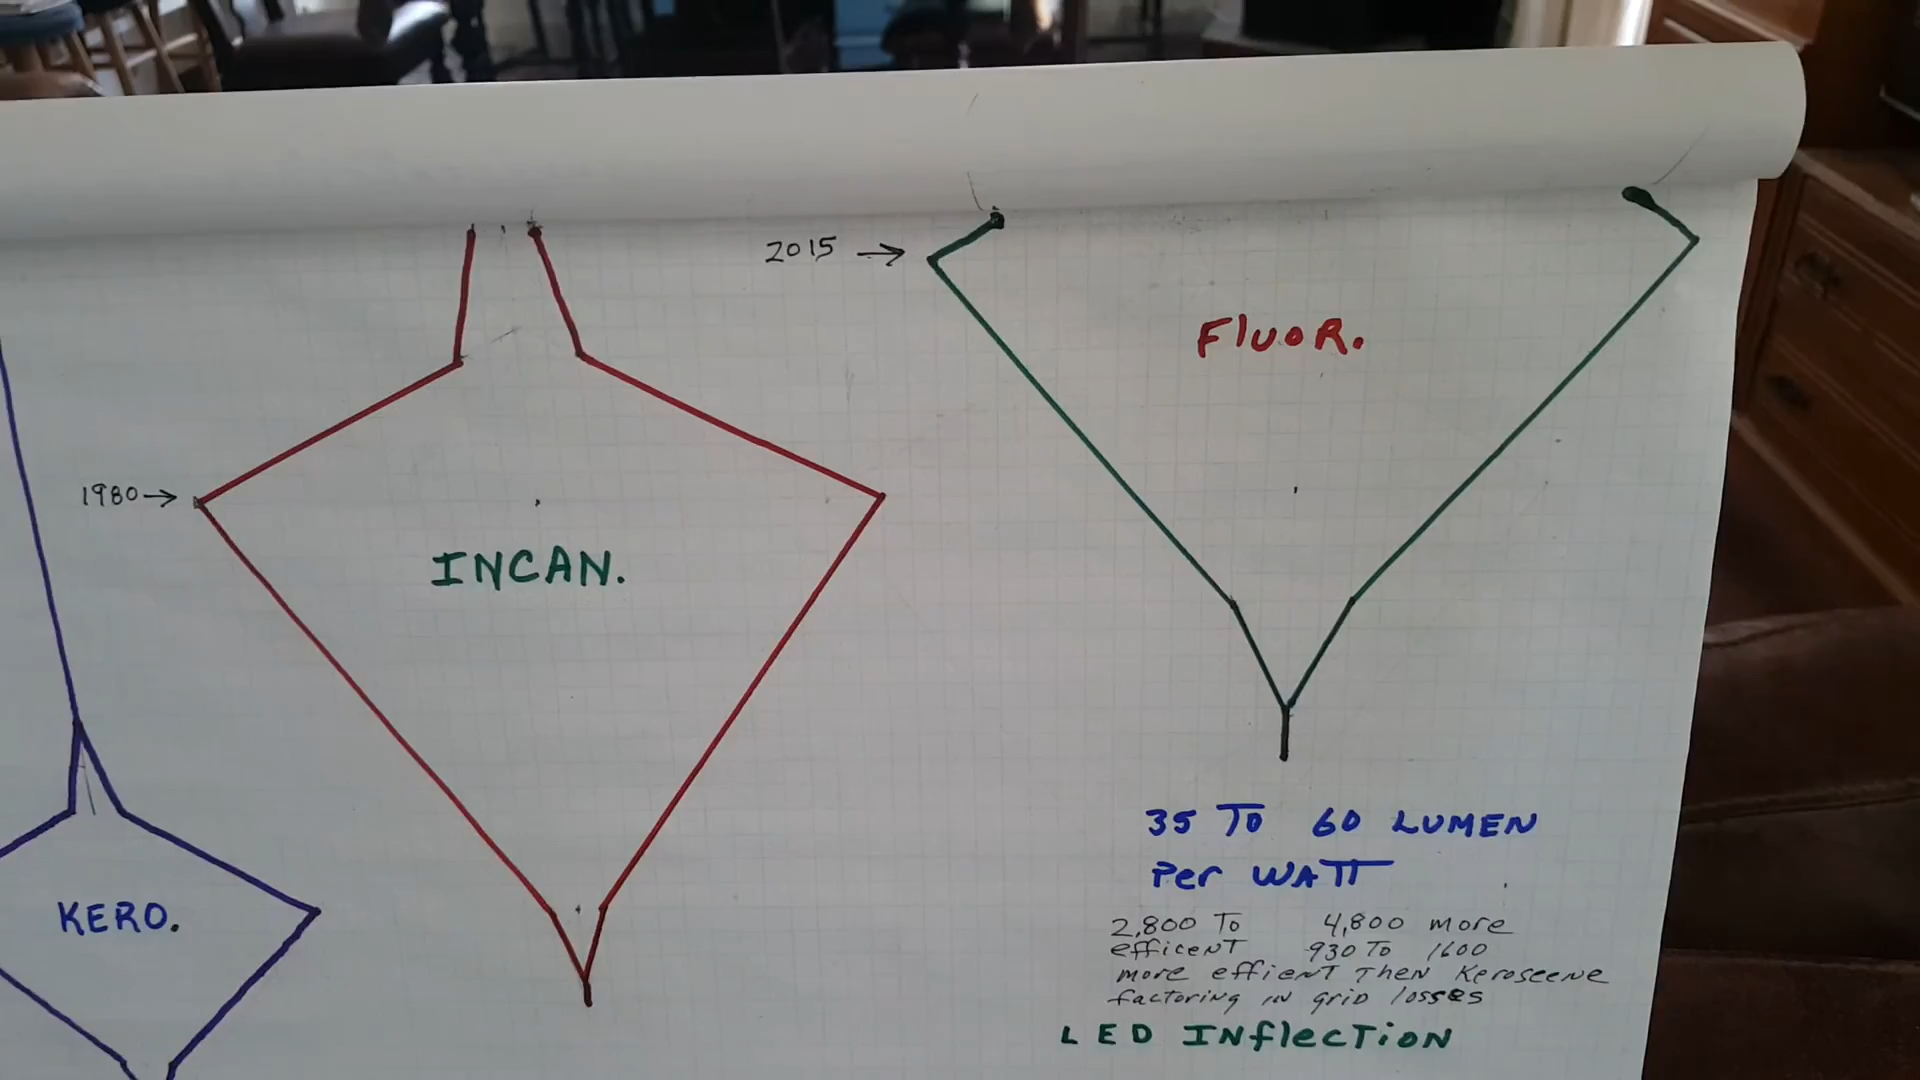 2015 →
FluoR.
1980→
INCAN.
KERO.
35 TO 60 LUMEN
Per WATT
2,800 To 4,800 more
efficenT 930 To 1600
more effienT Then Keroseene
factoring IN grid losses
LED InflecTioN